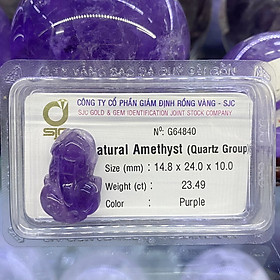 CÔNG TY CỔ PHẦN GIÁM ĐỊNH RỒNG VÀNG - SJC
SJC GOLD & GEM IDENTIFICATION JOINT STOCK COMPANY
SJC
Nº: G64840
atural Amethyst (Quartz Group)
Size (mm) : 14.8 x 24.0 x 10.0
Weight (ct) : 23.49
Color : Purple